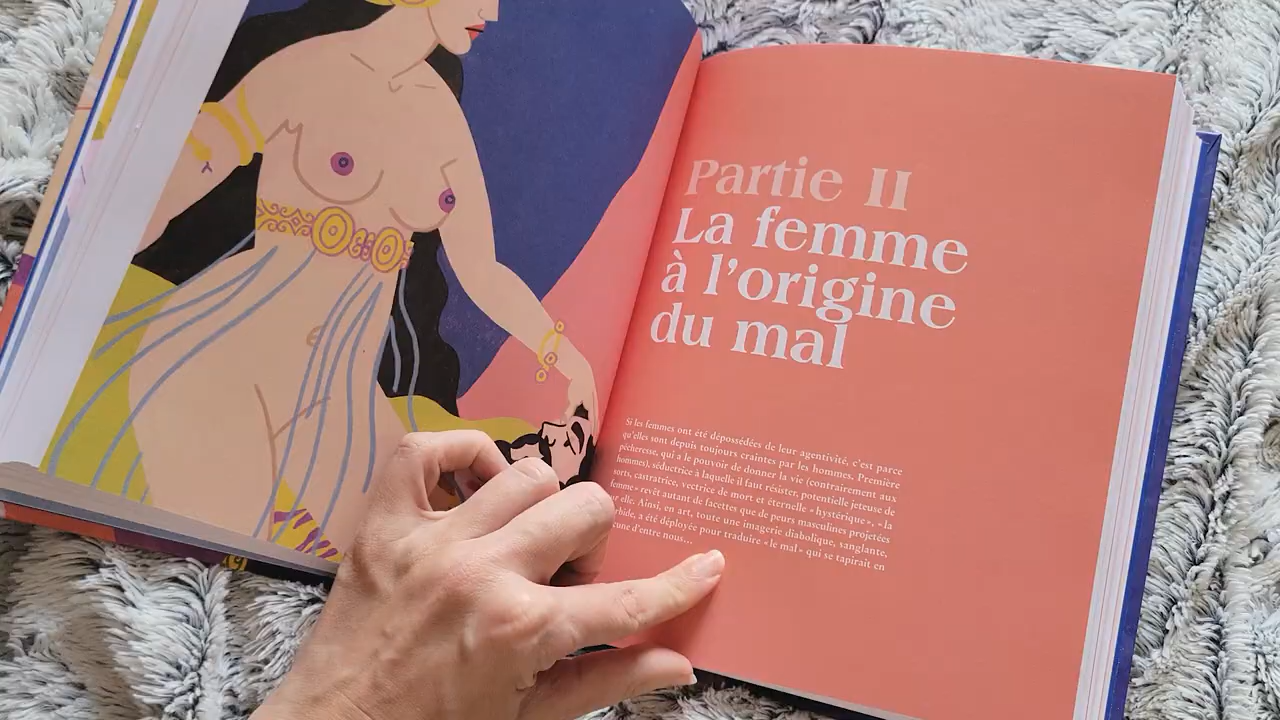 Partie II
La femme
à l'origine
du mal
Si les femmes ont été dépossédées de leur agentivité, c'est parce
qu'elles sont depuis toujours craintes par les hommes. Première
pécheresse, qui a le pouvoir de donner la vie (contrairement aux
hommes), séductrice à laquelle il faut résister, potentielle jeteuse de
sorts, castratrice, vectrice de mort et éternelle « hystérique », « la
femme » revêt autant de facettes que de peurs masculines projetées
elle. Ainsi, en art, toute une imagerie diabolique, sanglante,
a été déployée pour traduire « le mal » qui se tapirait en
d'entre nous...